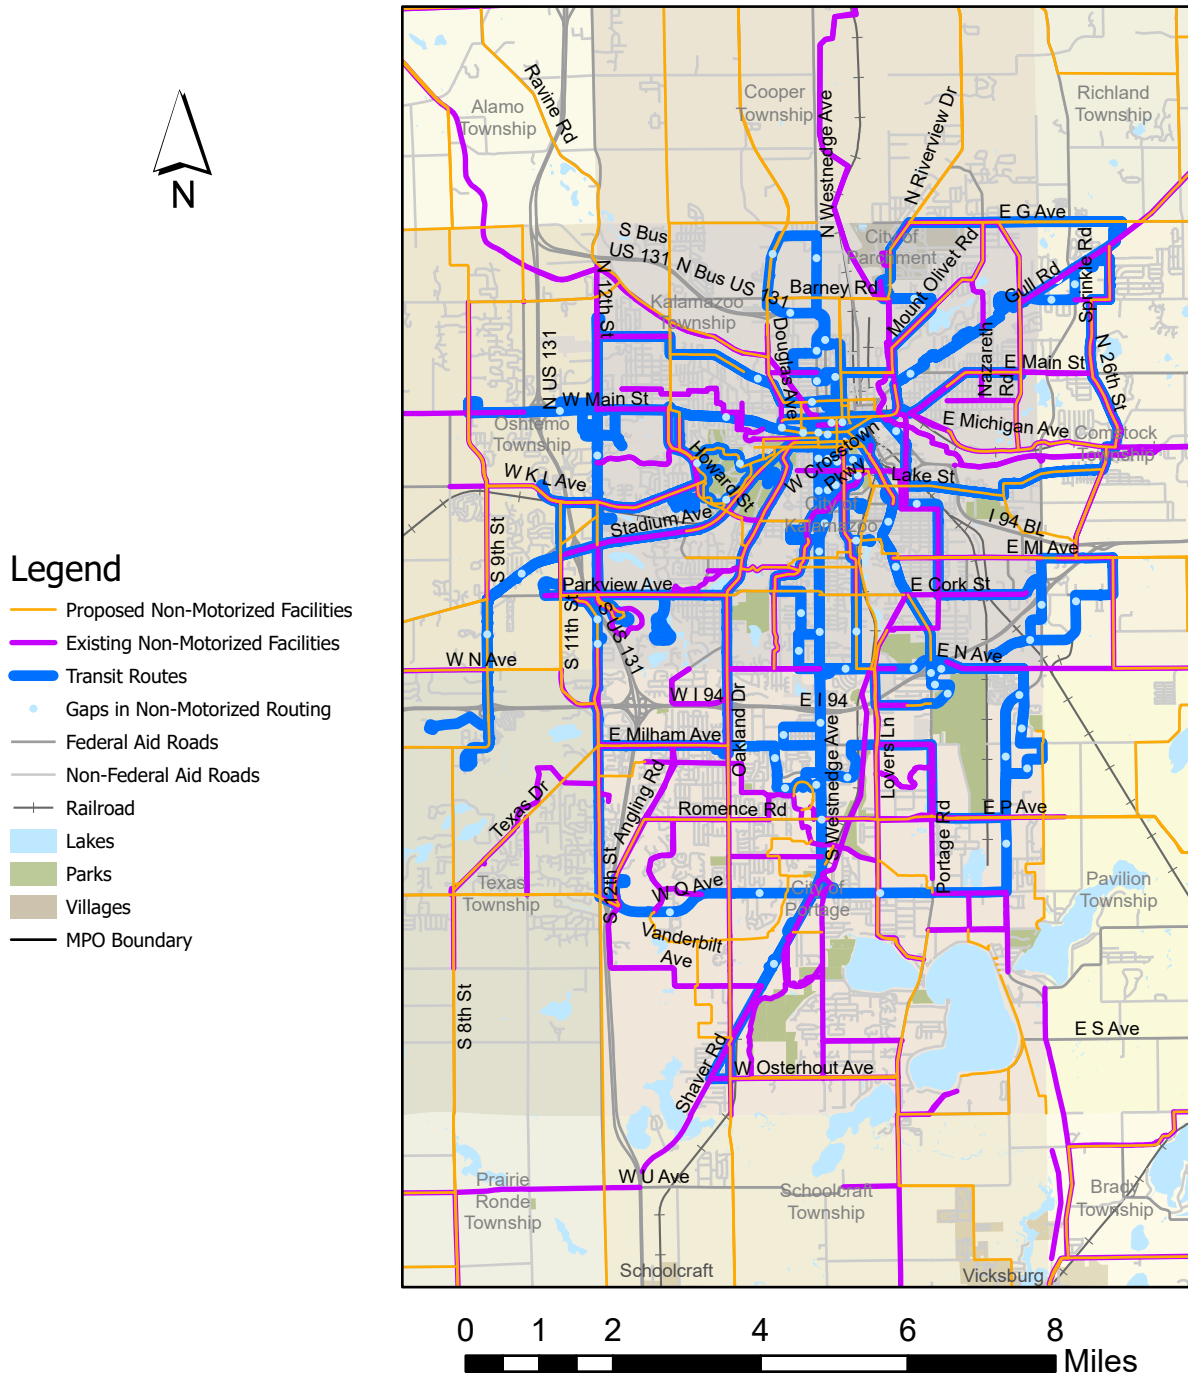 N
Legend
Proposed Non-Motorized Facilities
Existing Non-Motorized Facilities
Transit Routes
Gaps in Non-Motorized Routing
Federal Aid Roads
Non-Federal Aid Roads
Railroad
Lakes
Parks
Villages
MPO Boundary
Alamo
Township
Ravine Rd
Cooper
Township
N Westnedge Ave
N Riverview Dr
Richland
Township
E G Ave
S Bus
US 131
N Bus US 131
City of
Parchment
Mount Olivet Rd
Gull Rd
Sprinkle Rd
N 12th St
Barney Rd
Kalamazoo
Township
Douglas Ave
N US 131
Nazareth
Rd
E Main St
N 26th St
W Main St
Oshtemo
Township
E Michigan Ave
Comstock
Township
W K L Ave
Howard St
W Crosstown
Pkwy
Lake St
City of
Kalamazoo
Stadium Ave
I 94 BL
E MI Ave
S 9th St
Parkview Ave
E Cork St
S 11th St
S US 131
W N Ave
E N Ave
W I 94
E I 94
Oakland Dr
E Milham Ave
S Westnedge Ave
Lovers Ln
Texas Dr
Angling Rd
Romence Rd
E P Ave
Portage Rd
Texas
Township
S 12th St
W Q Ave
City of
Portage
Pavilion
Township
Vanderbilt
Ave
S 8th St
E S Ave
Shaver Rd
W Osterhout Ave
W U Ave
Prairie
Ronde
Township
Schoolcraft
Township
Brady
Township
Schoolcraft
Vicksburg
0 1 2 4 6 8
Miles